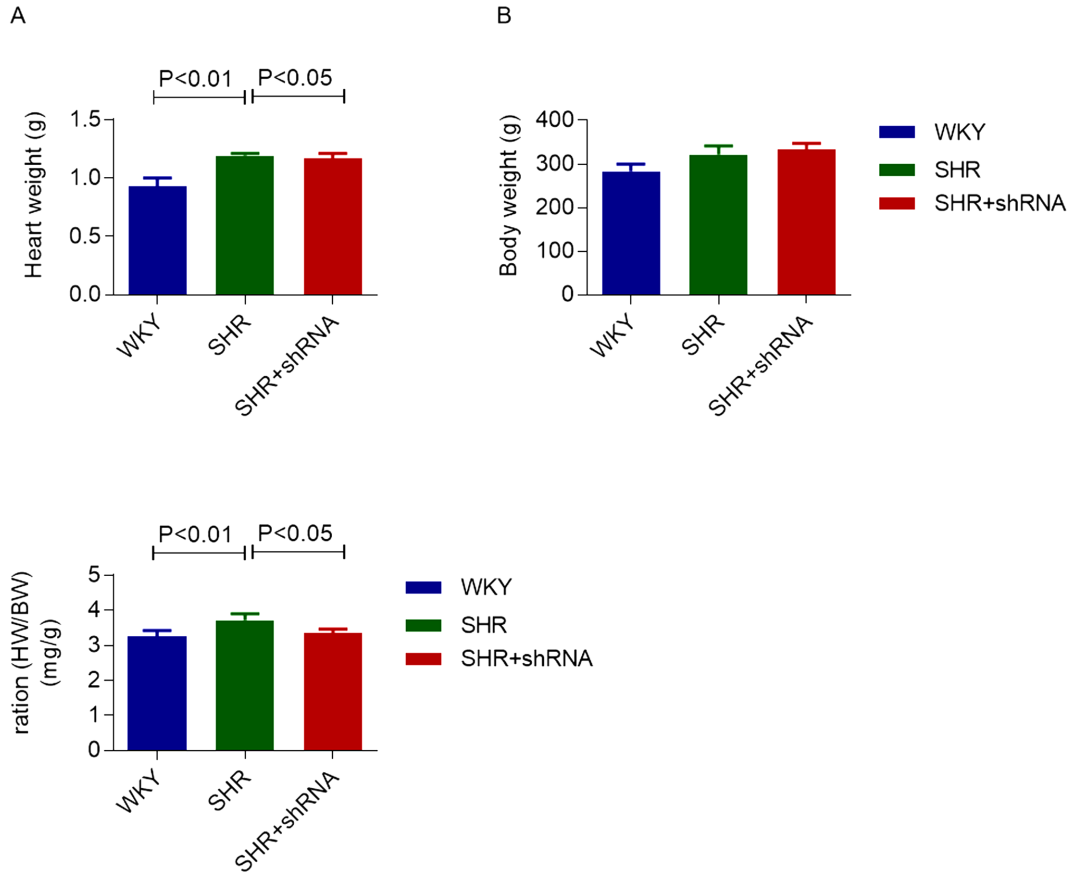 A
B
P<0.01
P<0.05
Heart weight (g)
1.5
1.0
0.5
0.0
WKY
SHR
SHR+shRNA
Body weight (g)
400
300
200
100
0
WKY
SHR
SHR+shRNA
WKY
SHR
SHR+shRNA
P<0.01
P<0.05
ration (HW/BW)
(mg/g)
5
4
3
2
1
0
WKY
SHR
SHR+shRNA
WKY
SHR
SHR+shRNA